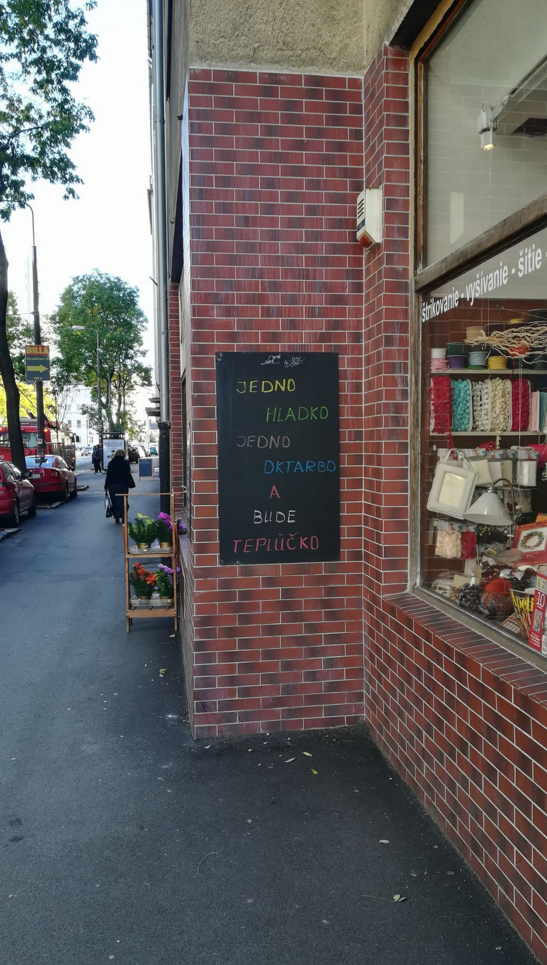 BILLA
štrikovanie - vyšívanie - šitie -
JEDNO
HLADKO
JEDNO
OKTARBO
A
BUDE
TEPLÚČKO